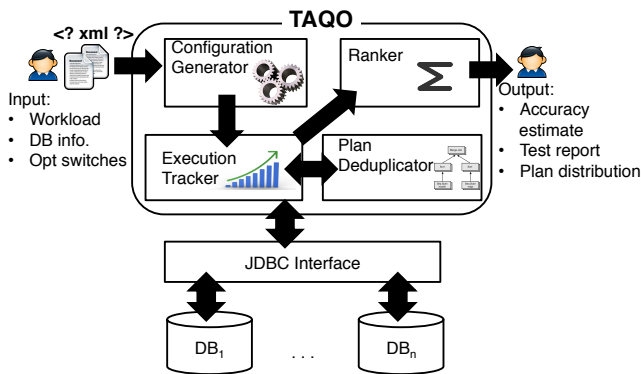 TAQO
<? xml ?>
Configuration
Generator
Ranker
Σ
Input:
• Workload
• DB info.
• Opt switches
Output:
• Accuracy
estimate
• Test report
• Plan distribution
Execution
Tracker
Plan
Deduplicator
JDBC Interface
DB1
. . .
DBn